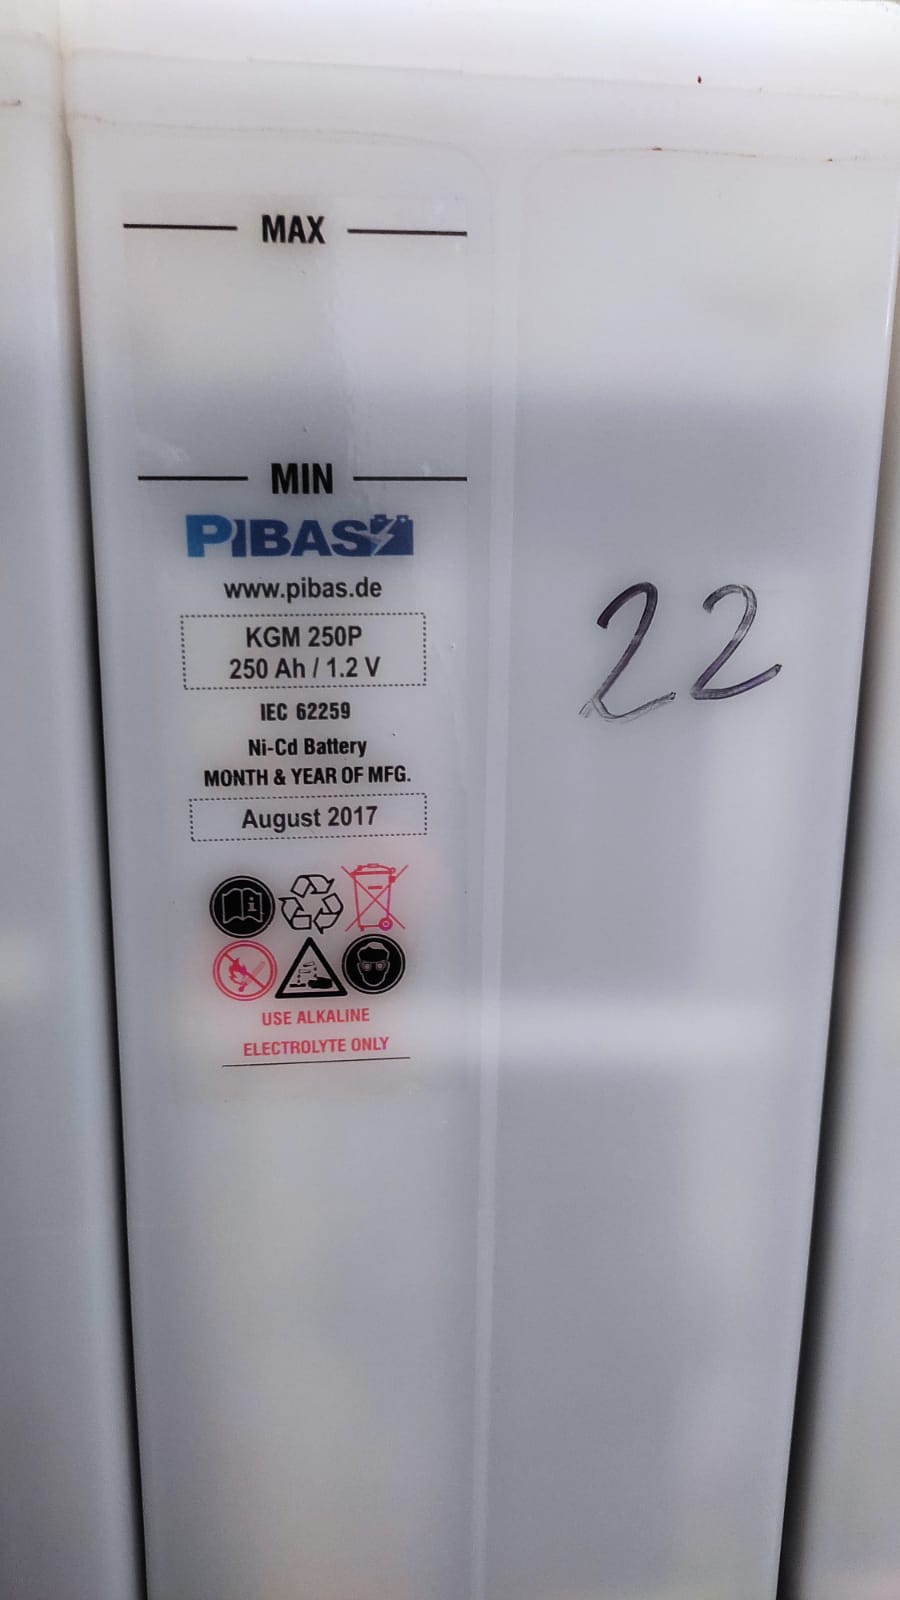 MAX
MIN
PIBAS
www.pibas.de
KGM 250P
250 Ah / 1.2 V
IEC 62259
Ni-Cd Battery
MONTH & YEAR OF MFG.
August 2017
USE ALKALINE
ELECTROLYTE ONLY
22